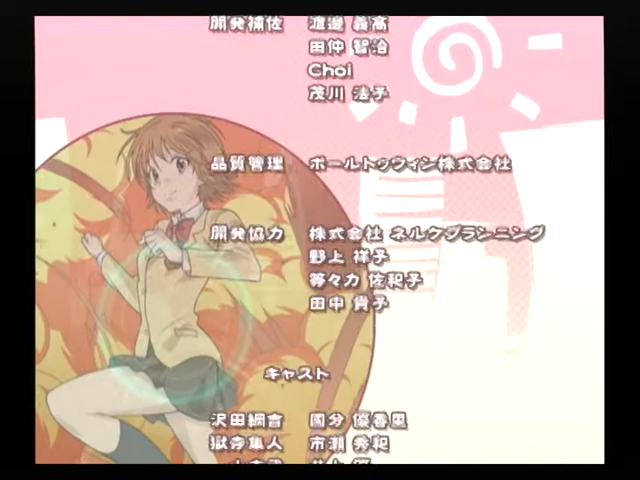 開発補佐 渡邊 義高
田仲 智治
Choi
茂川 法子
品質管理 ポールトゥウィン株式会社
開発協力 株式会社 ネルケプランニング
野上 祥子
等々力 佐和子
田中 貴子
キャスト
沢田綱吉 國分 優香里
獄寺隼人 市瀬 秀和